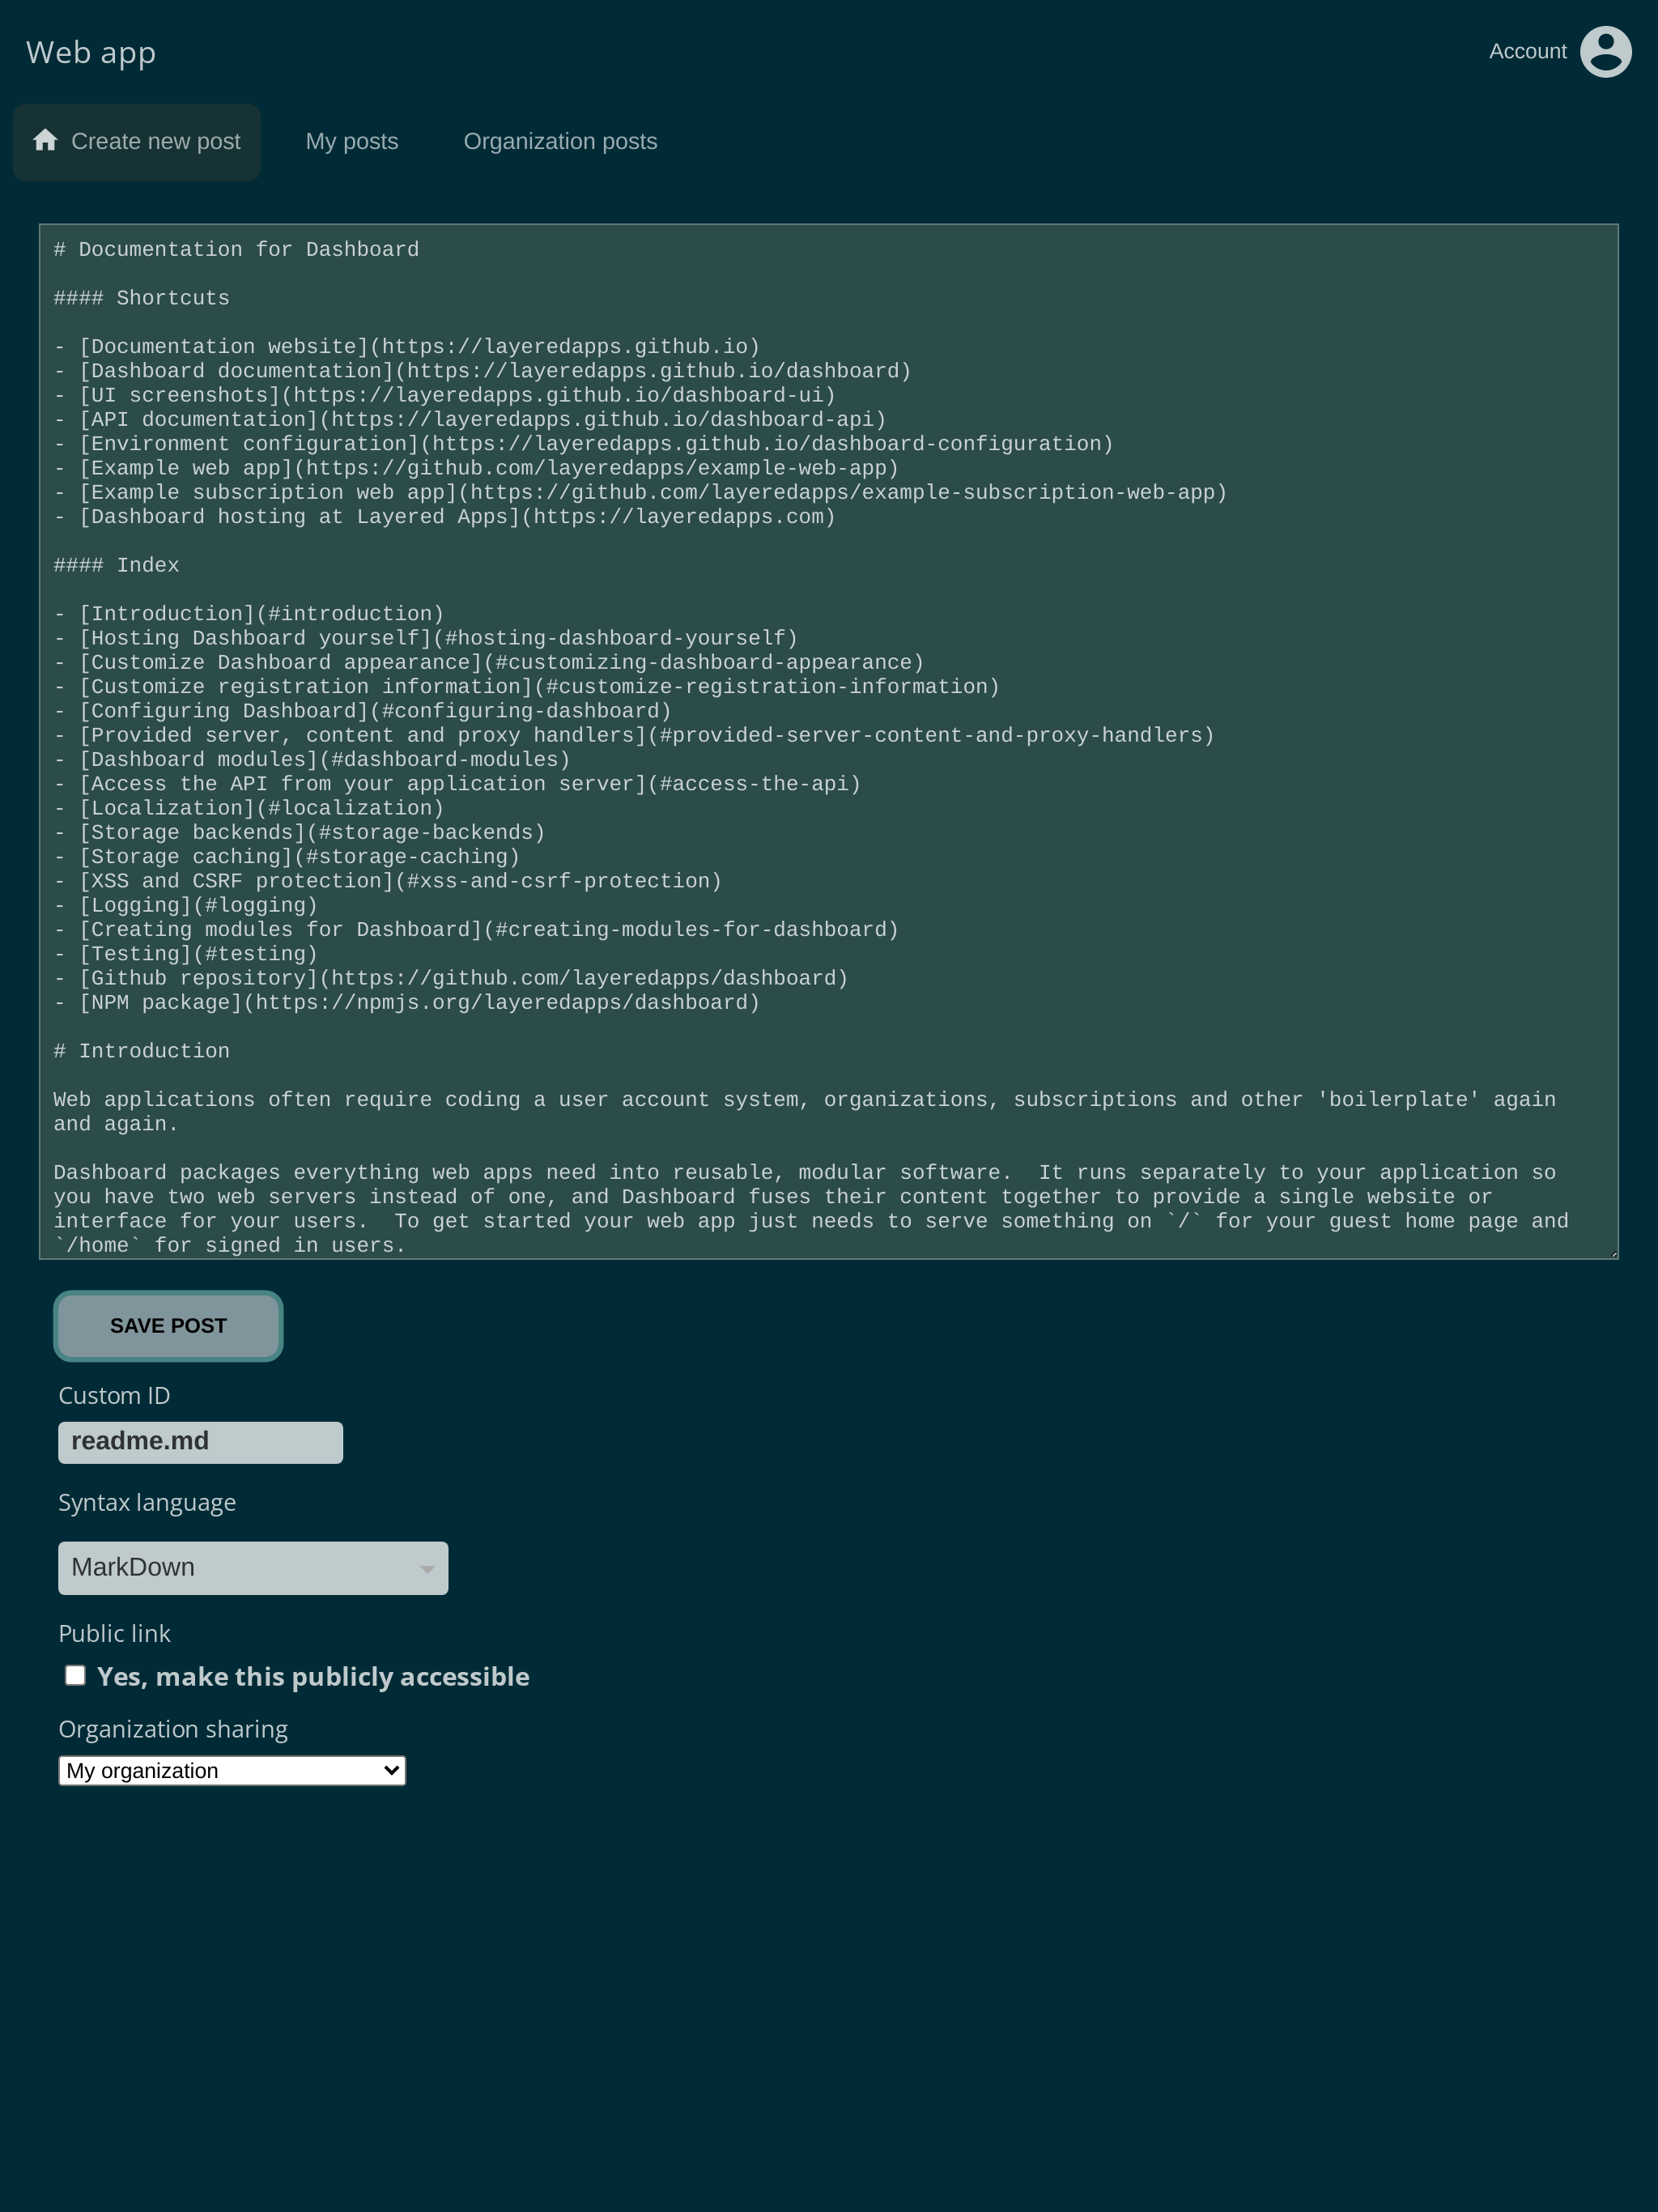 Web app
Account
Create new post
My posts
Organization posts
# Documentation for Dashboard
#### Shortcuts
- [Documentation website](https://layeredapps.github.io)
- [Dashboard documentation](https://layeredapps.github.io/dashboard)
- [UI screenshots](https://layeredapps.github.io/dashboard-ui)
- [API documentation](https://layeredapps.github.io/dashboard-api)
- [Environment configuration](https://layeredapps.github.io/dashboard-configuration)
- [Example web app](https://github.com/layeredapps/example-web-app)
- [Example subscription web app](https://github.com/layeredapps/example-subscription-web-app)
- [Dashboard hosting at Layered Apps](https://layeredapps.com)
#### Index
- [Introduction](#introduction)
- [Hosting Dashboard yourself](#hosting-dashboard-yourself)
- [Customize Dashboard appearance](#customizing-dashboard-appearance)
- [Customize registration information](#customize-registration-information)
- [Configuring Dashboard](#configuring-dashboard)
- [Provided server, content and proxy handlers](#provided-server-content-and-proxy-handlers)
- [Dashboard modules](#dashboard-modules)
- [Access the API from your application server](#access-the-api)
- [Localization](#localization)
- [Storage backends](#storage-backends)
- [Storage caching](#storage-caching)
- [XSS and CSRF protection](#xss-and-csrf-protection)
- [Logging](#logging)
- [Creating modules for Dashboard](#creating-modules-for-dashboard)
- [Testing](#testing)
- [Github repository](https://github.com/layeredapps/dashboard)
- [NPM package](https://npmjs.org/layeredapps/dashboard)
# Introduction
Web applications often require coding a user account system, organizations, subscriptions and other 'boilerplate' again
and again.
Dashboard packages everything web apps need into reusable, modular software.  It runs separately to your application so
you have two web servers instead of one, and Dashboard fuses their content together to provide a single website or
interface for your users.  To get started your web app just needs to serve something on `/` for your guest home page and
`/home` for signed in users.
SAVE POST
Custom ID
readme.md
Syntax language
MarkDown
Public link
Yes, make this publicly accessible
Organization sharing
My organization